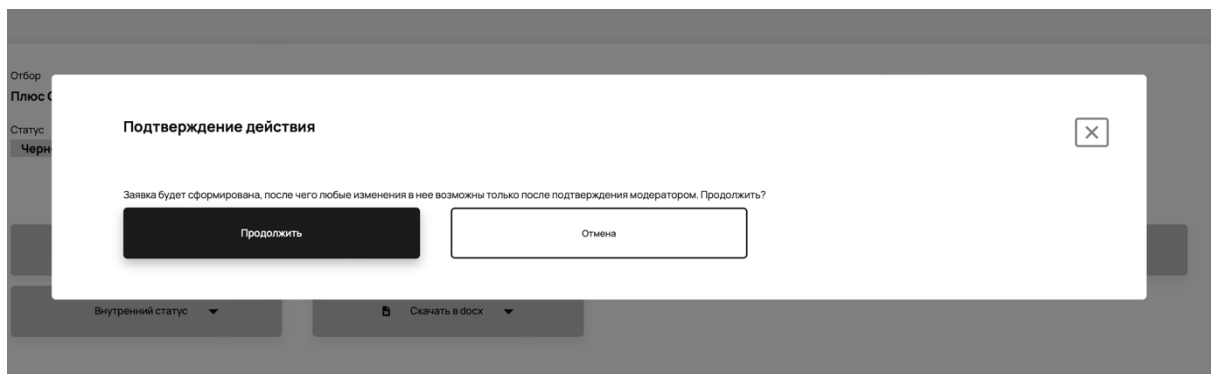 Отбор
Плюс
Статус
Подтверждение действия
Заявка будет сформирована, после чего любые изменения в нее возможны только после подтверждения модератором. Продолжить?
Продолжить
Отмена
Внутренний статус
Скачать в docx